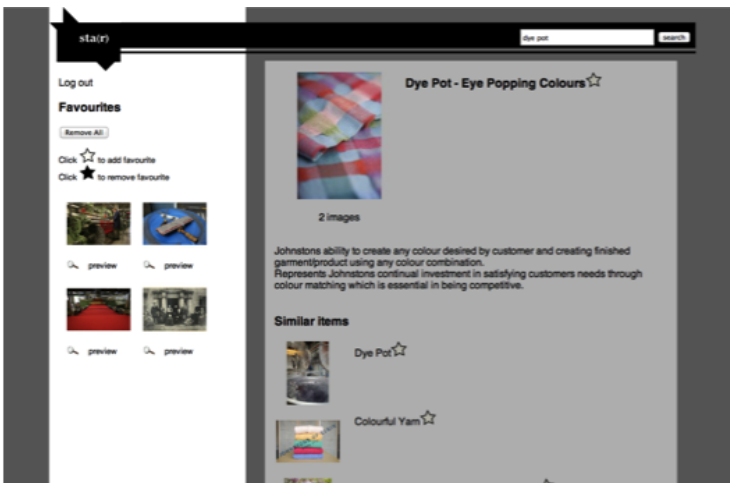 sta(r)
dye pot
search
Log out
Favourites
Remove All
Click to add favourite
Click to remove favourite
preview
preview
preview
preview
Dye Pot - Eye Popping Colours
2 images
Johnstons ability to create any colour desired by customer and creating finished
garment/product using any colour combination.
Represents Johnstons continual investment in satisfying customers needs through
colour matching which is essential in being competitive.
Similar items
Dye Pot
Colourful Yarn